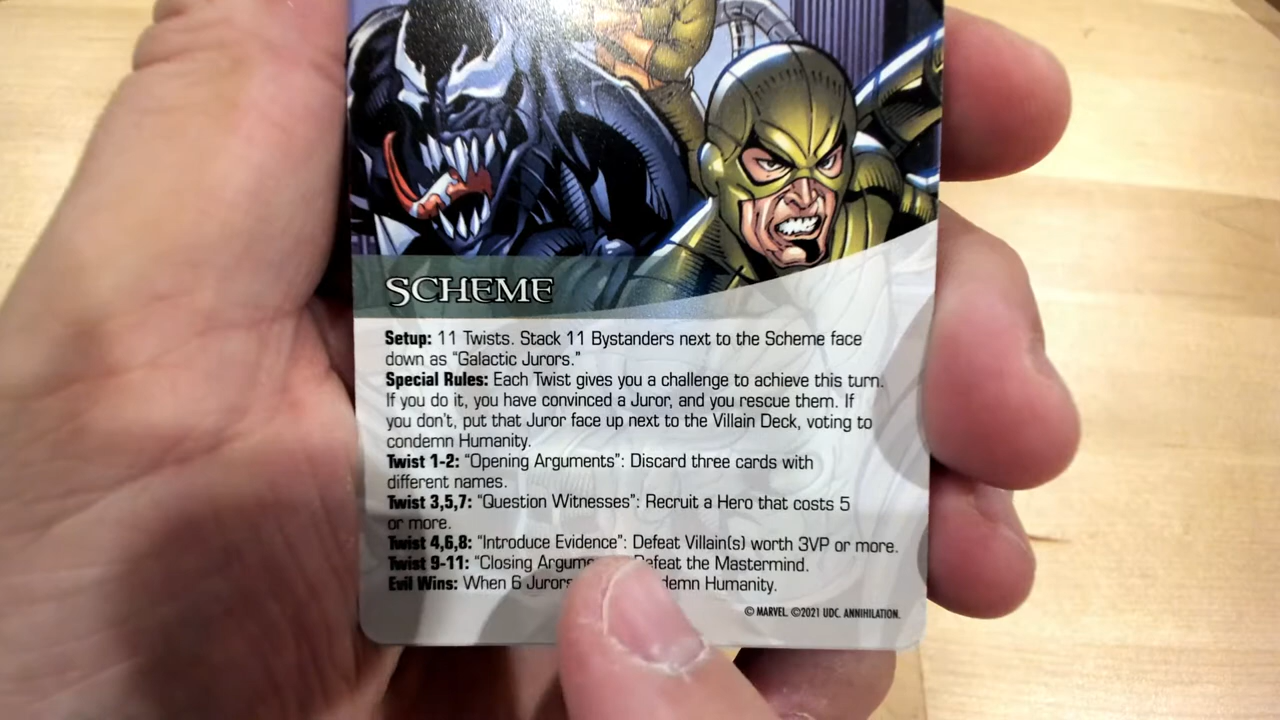 SCHEME
Setup: 11 Twists. Stack 11 Bystanders next to the Scheme face
down as “Galactic Jurors.”
Special Rules: Each Twist gives you a challenge to achieve this turn.
If you do it, you have convinced a Juror, and you rescue them. If
you don’t, put that Juror face up next to the Villain Deck, voting to
condemn Humanity.
Twist 1-2: “Opening Arguments”: Discard three cards with
different names.
Twist 3,5,7: “Question Witnesses”: Recruit a Hero that costs 5
or more.
Twist 4,6,8: “Introduce Evidence”: Defeat Villain(s) worth 3VP or more.
Twist 9-11: “Closing Defeat the Mastermind.
Evil Wins: When 6 Jurors Humanity.
© MARVEL. ©2021 UDC. ANNIHILATION.